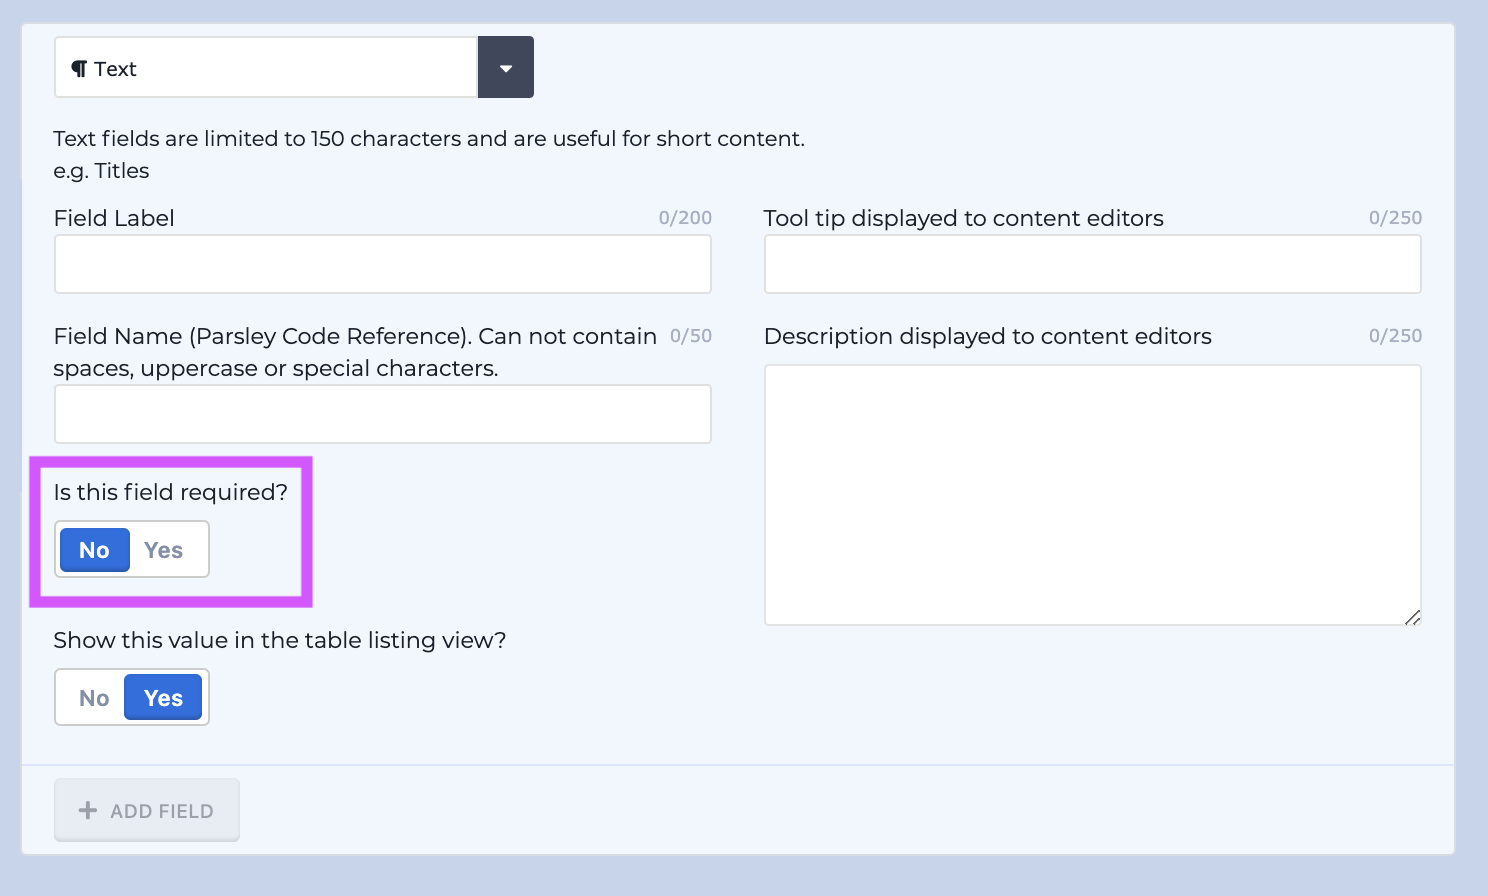 ¶ Text
Text fields are limited to 150 characters and are useful for short content.
e.g. Titles
Field Label 0/200
Tool tip displayed to content editors 0/250
Field Name (Parsley Code Reference). Can not contain 0/50
spaces, uppercase or special characters.
Description displayed to content editors 0/250
Is this field required?
No Yes
Show this value in the table listing view?
No Yes
+ ADD FIELD